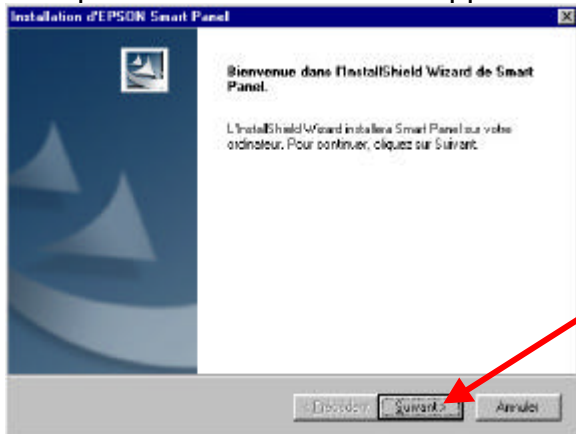 Installation d'EPSON Smart Panel
Bienvenue dans l'InstallShield Wizard de Smart
Panel.
L'InstallShield Wizard installera Smart Panel sur votre
ordinateur. Pour continuer, cliquez sur Suivant.
< Précédent Suivant > Annuler